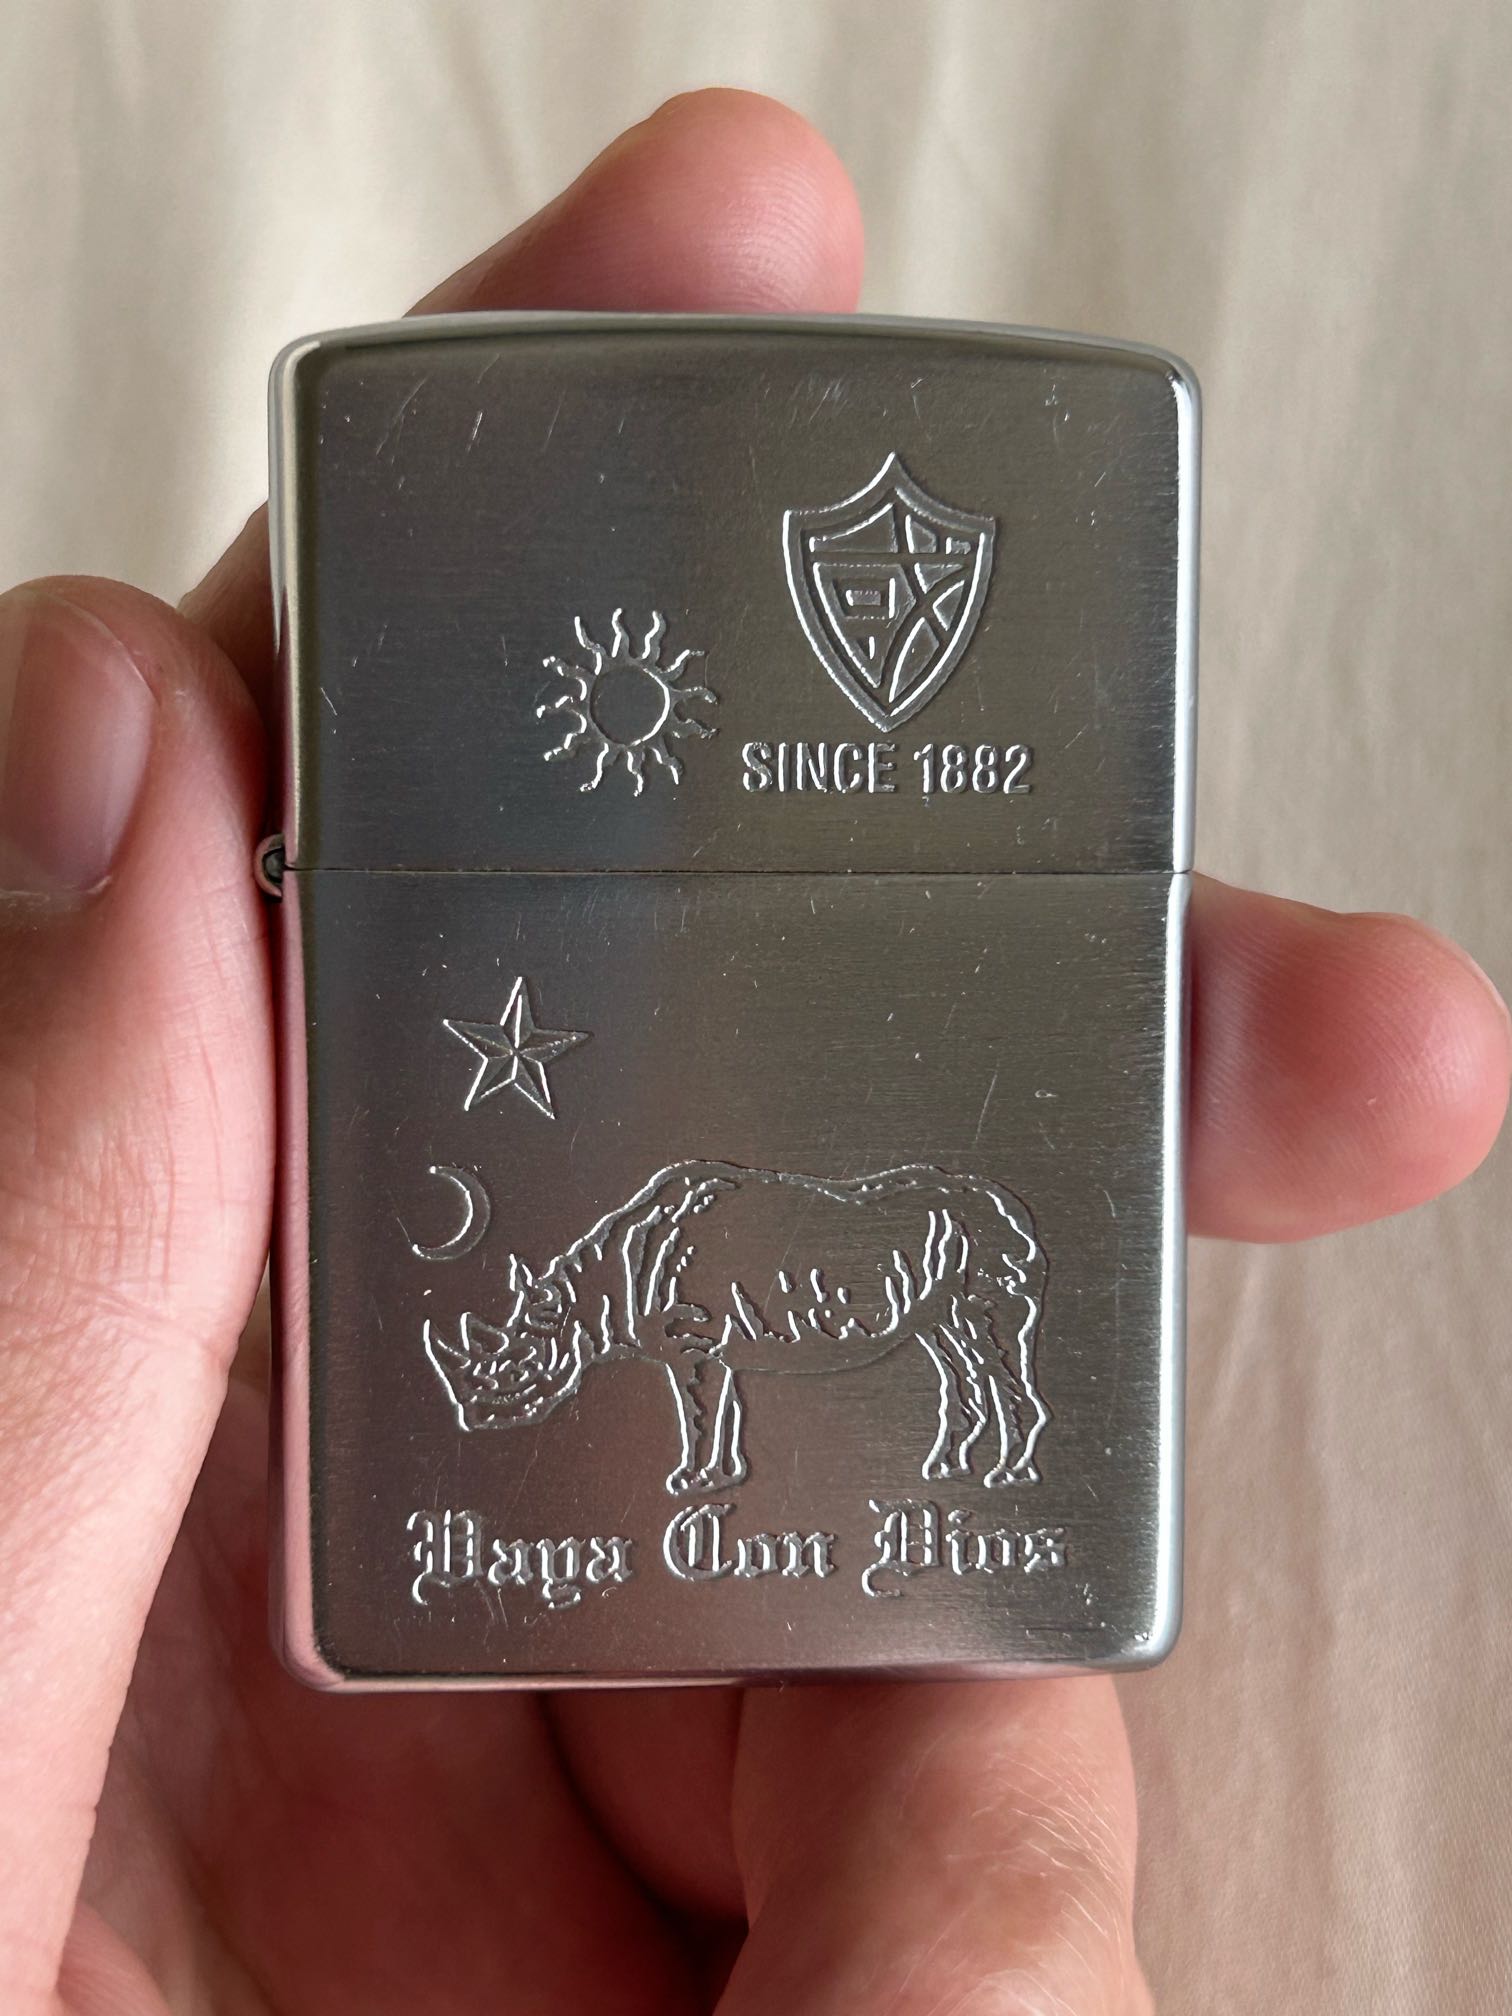 SINCE 1882
Vaya Con Dios